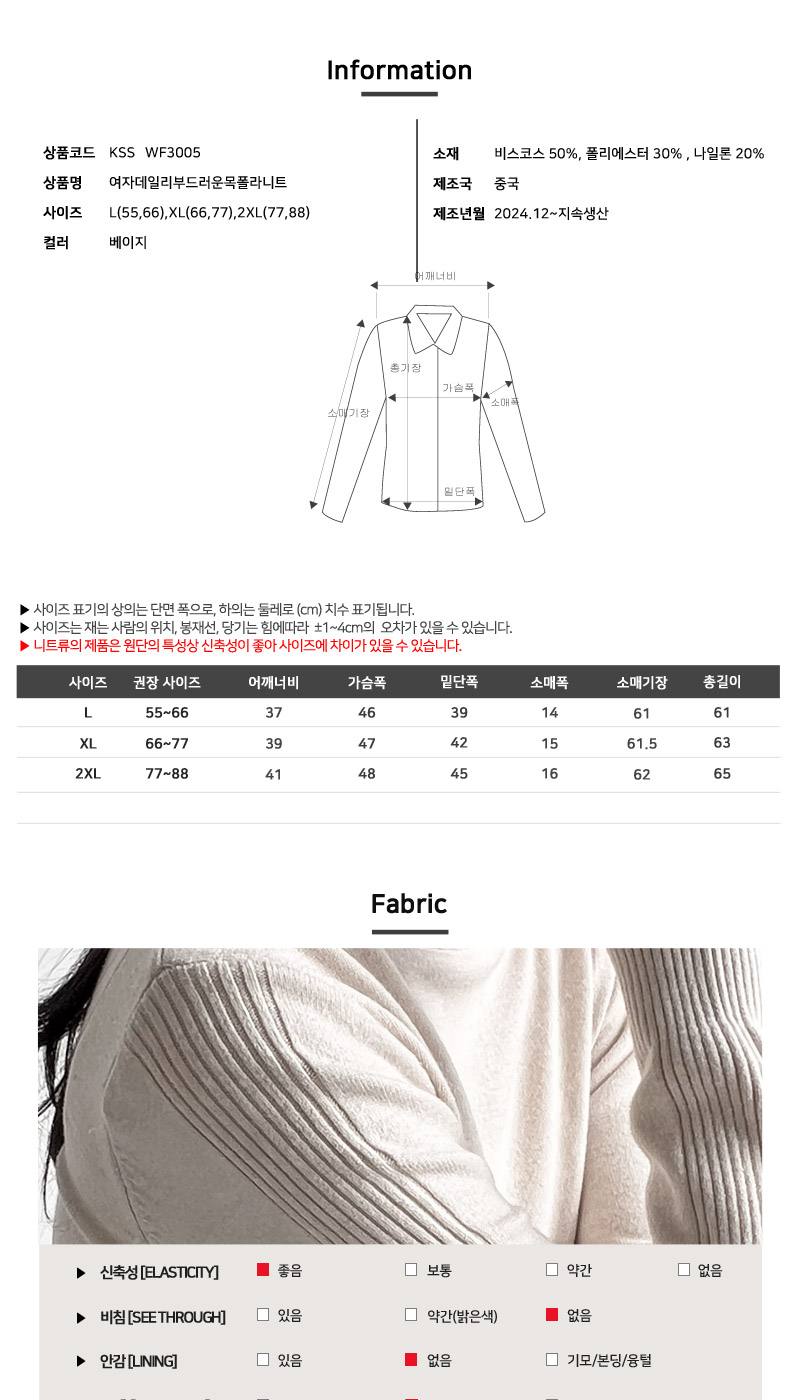 Information
상품코드 KSS WF3005
상품명 여자데일리부드러운목폴라니트
사이즈 L(55,66),XL(66,77),2XL(77,88)
컬러 베이지
소재 비스코스 50%, 폴리에스터 30% , 나일론 20%
제조국 중국
제조년월 2024.12~지속생산
어깨너비
총기장
가슴폭
소매폭
소매기장
밑단폭
▶ 사이즈 표기의 상의는 단면 폭으로, 하의는 둘레로 (cm) 치수 표기됩니다.
▶ 사이즈는 재는 사람의 위치, 봉재선, 당기는 힘에따라 ±1~4cm의 오차가 있을 수 있습니다.
▶ 니트류의 제품은 원단의 특성상 신축성이 좋아 사이즈에 차이가 있을 수 있습니다.
사이즈 권장 사이즈 어깨너비 가슴폭 밑단폭 소매폭 소매기장 총길이
L 55~66 37 46 39 14 61 61
XL 66~77 39 47 42 15 61.5 63
2XL 77~88 41 48 45 16 62 65
Fabric
▶ 신축성 [ELASTICITY] 좋음 보통 약간 없음
▶ 비침 [SEE THROUGH] 있음 약간(밝은색) 없음
▶ 안감 [LINING] 있음 없음 기모/본딩/융털